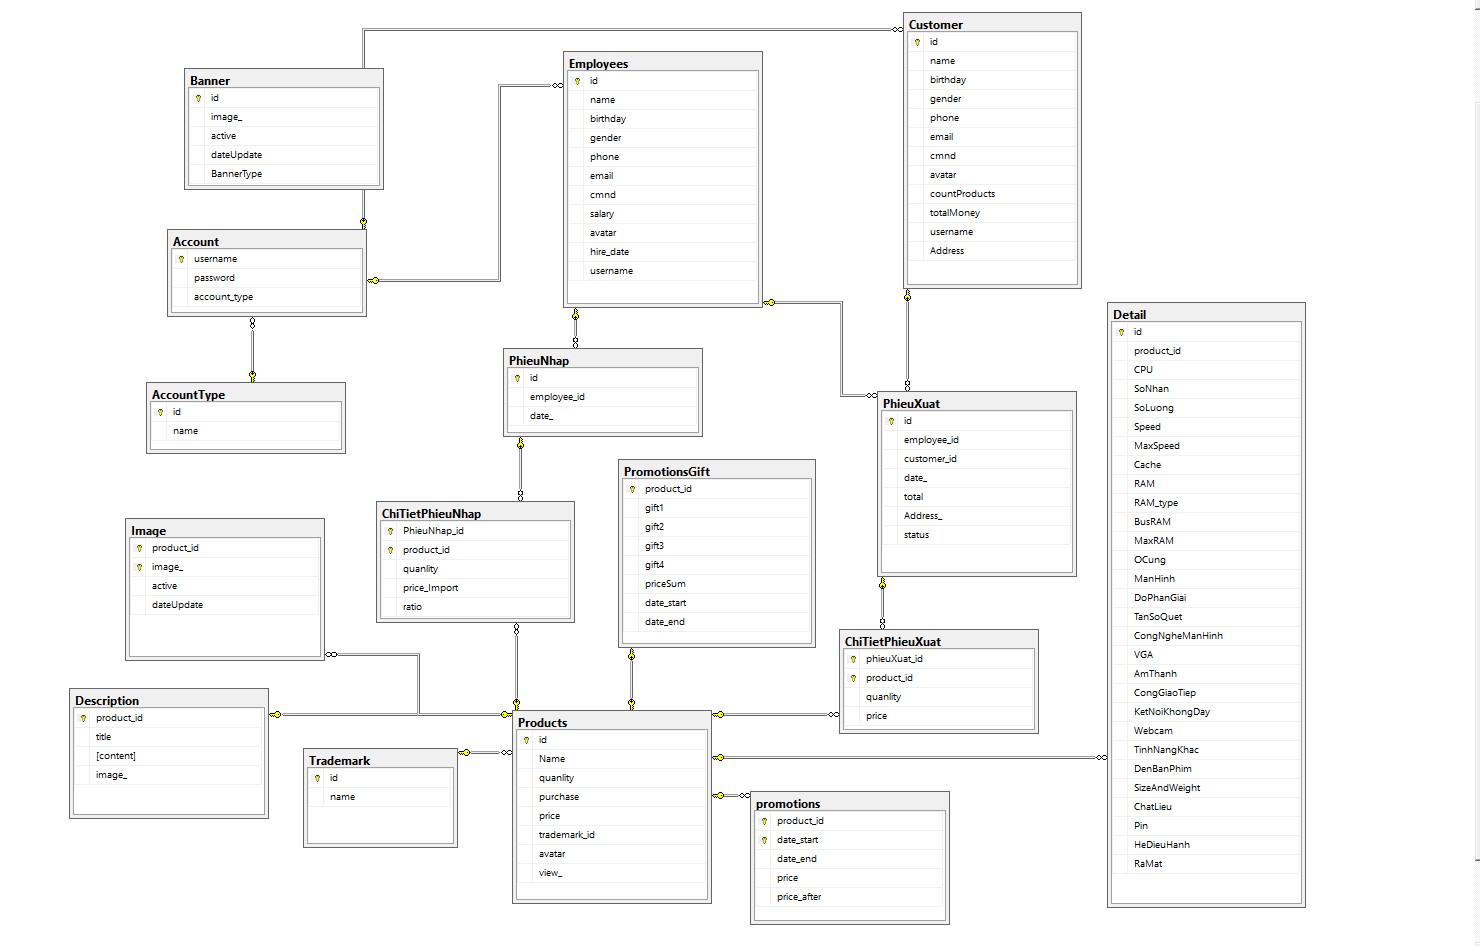 Customer
id
name
birthday
gender
phone
email
cmnd
avatar
countProducts
totalMoney
username
Address
Employees
id
name
birthday
gender
phone
email
cmnd
salary
avatar
hire_date
username
Banner
id
image_
active
dateUpdate
BannerType
Account
username
password
account_type
AccountType
id
name
PhieuNhap
id
employee_id
date_
Detail
id
product_id
CPU
SoNhan
SoLuong
Speed
MaxSpeed
Cache
RAM
RAM_type
BusRAM
MaxRAM
OCung
ManHinh
DoPhanGiai
TanSoQuet
CongNgheManHinh
VGA
AmThanh
CongGiaoTiep
KetNoiKhongDay
Webcam
TinhNangKhac
DenBanPhim
SizeAndWeight
ChatLieu
Pin
HeDieuHanh
RaMat
PhieuXuat
id
employee_id
customer_id
date_
total
Address_
status
PromotionsGift
product_id
gift1
gift2
gift3
gift4
priceSum
date_start
date_end
ChiTietPhieuNhap
PhieuNhap_id
product_id
quanlity
price_Import
ratio
Image
product_id
image_
active
dateUpdate
ChiTietPhieuXuat
phieuXuat_id
product_id
quanlity
price
Description
product_id
title
[content]
image_
Products
id
Name
quanlity
purchase
price
trademark_id
avatar
view_
Trademark
id
name
promotions
product_id
date_start
date_end
price
price_after